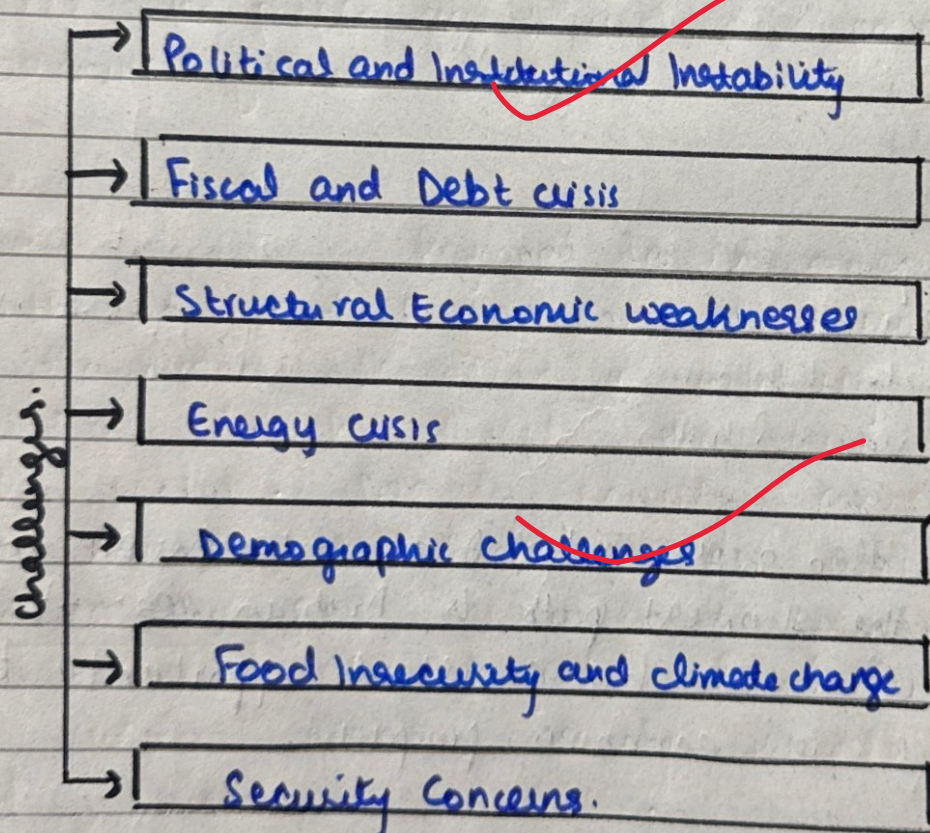 Political and Institutional Instability
Fiscal and Debt crisis
Structural Economic weaknesses
Energy crisis
Demographic challenges
Food Insecurity and climate change
Security Concerns.
Challenges.